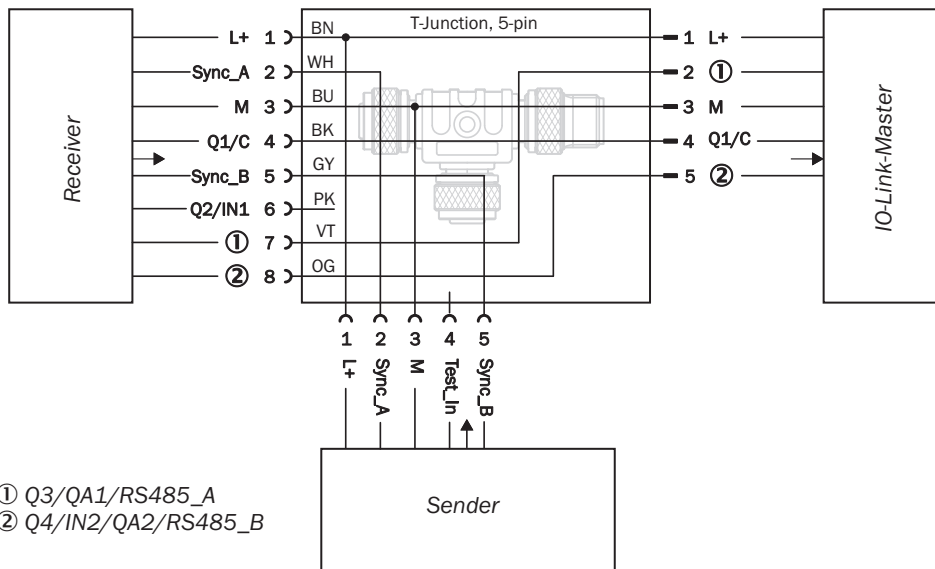 T-Junction, 5-pin
Receiver
L+ 1 BN
Sync_A 2 WH
M 3 BU
Q1/C 4 BK
Sync_B 5 GY
Q2/IN1 6 PK
① 7 VT
② 8 OG
1 L+
2 ①
3 M
4 Q1/C
5 ②
IO-Link-Master
1 2 3 4 5
L+ Sync_A M Test_In Sync_B
Sender
① Q3/QA1/RS485_A
② Q4/IN2/QA2/RS485_B